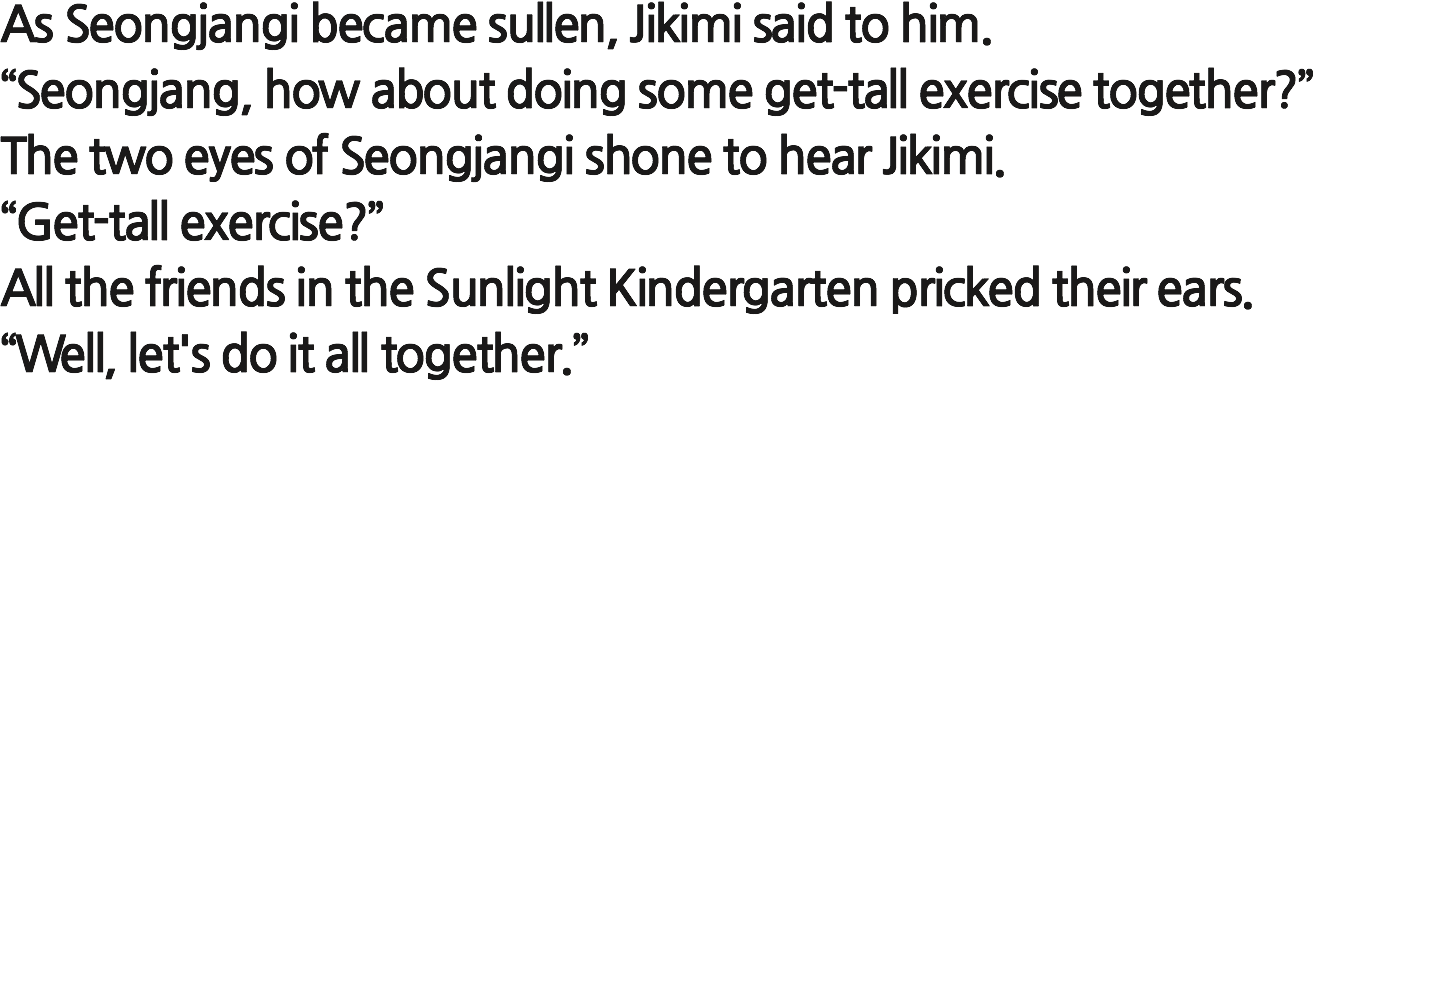 As Seongjangi became sullen, Jikimi said to him.
“Seongjang, how about doing some get-tall exercise together?”
The two eyes of Seongjangi shone to hear Jikimi.
“Get-tall exercise?”
All the friends in the Sunlight Kindergarten pricked their ears.
“Well, let's do it all together.”